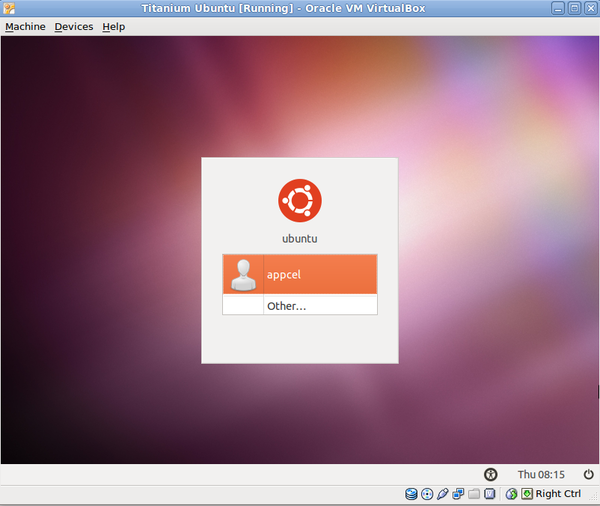 Titanium Ubuntu [Running] - Oracle VM VirtualBox
Machine Devices Help
ubuntu
appcel
Other...
Thu 08:15
Right Ctrl